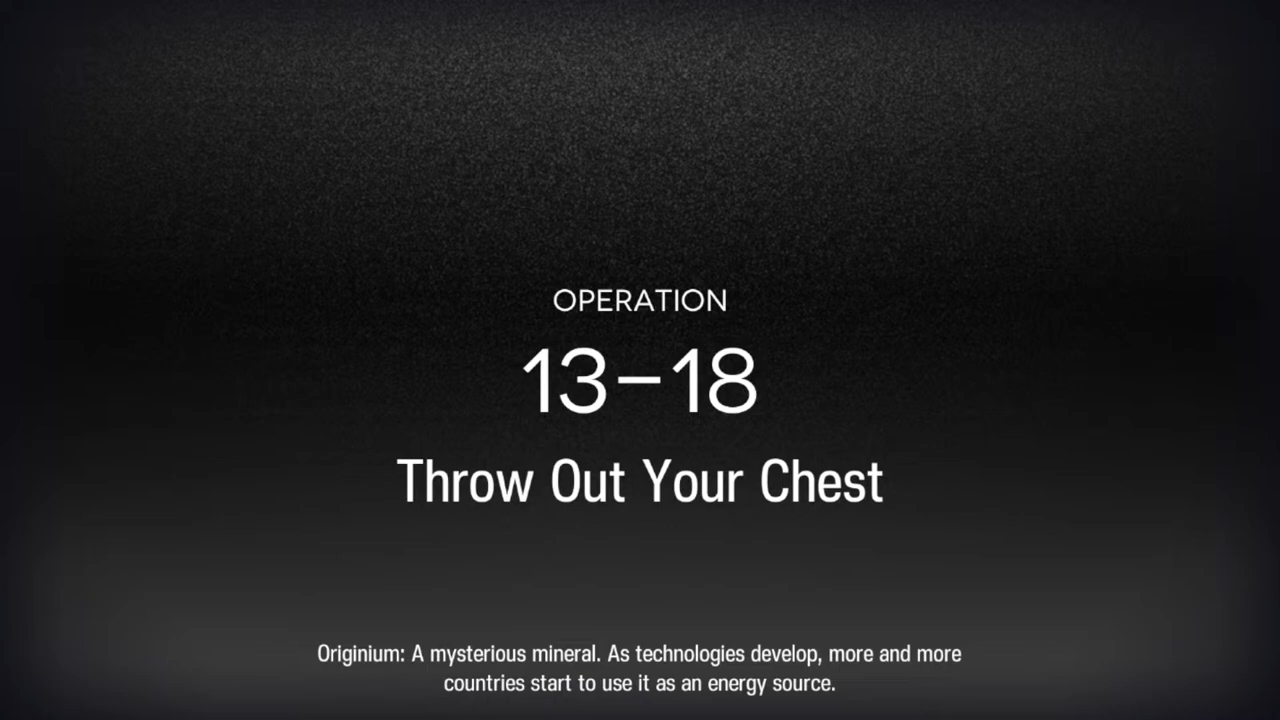 OPERATION
13–18
Throw Out Your Chest
Originium: A mysterious mineral. As technologies develop, more and more
countries start to use it as an energy source.